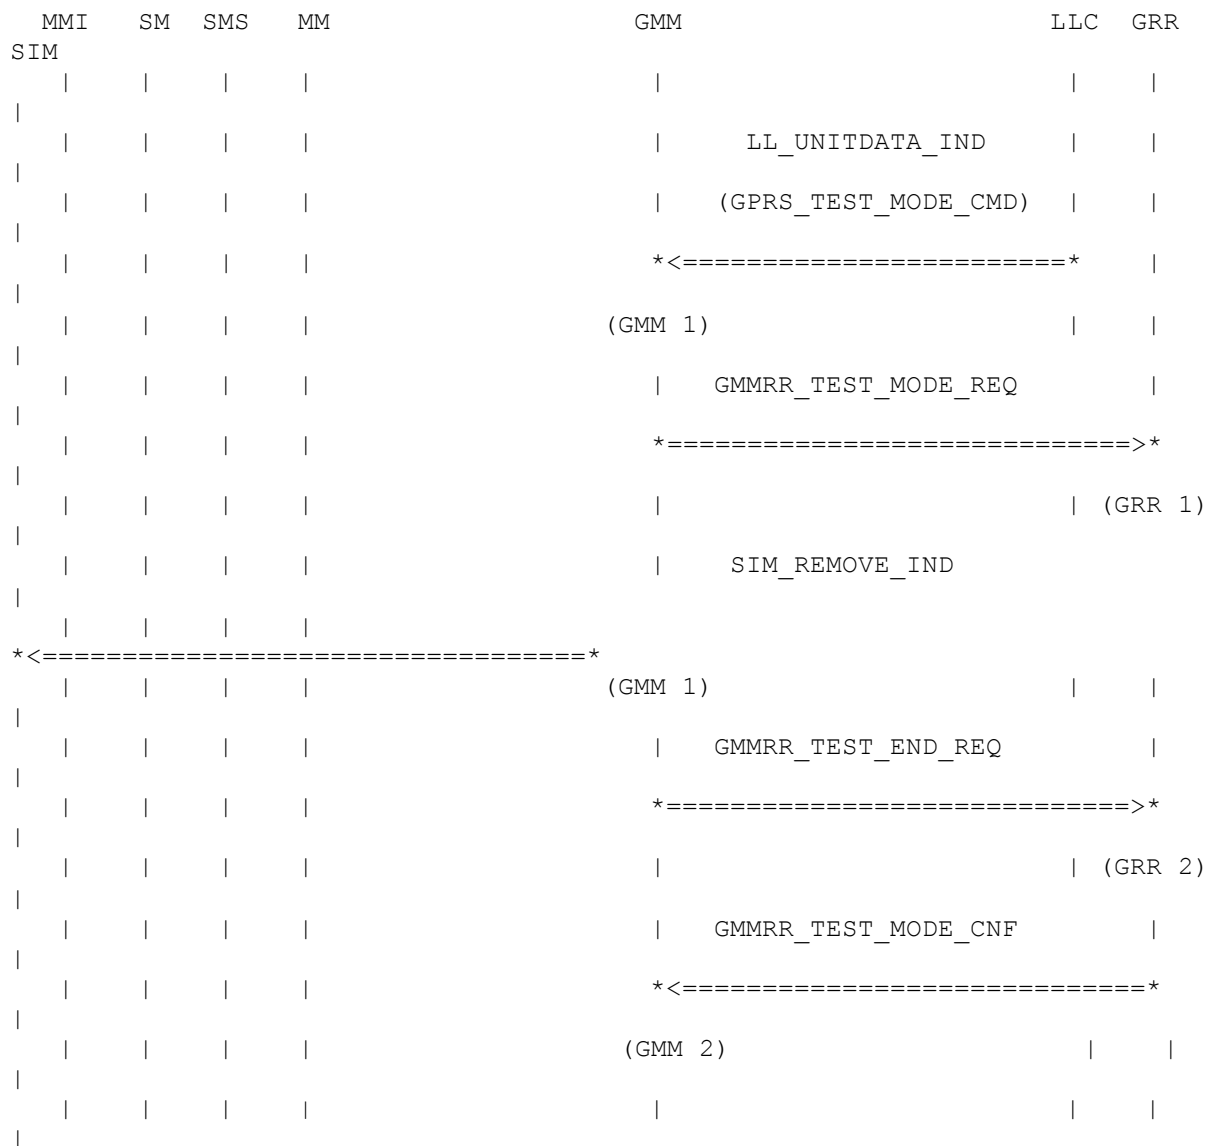 MMI SM SMS MM GMM LLC GRR
SIM
| | | | | | |
|
| | | | | LL_UNITDATA_IND | |
|
| | | | | (GPRS_TEST_MODE_CMD) | |
|
| | | | *<========================* |
|
| | | | (GMM 1) | |
|
| | | | | GMMRR_TEST_MODE_REQ |
|
| | | | *=============================>*
|
| | | | | | (GRR 1)
|
| | | | | SIM_REMOVE_IND
|
| | | |
*<==================================*
| | | | (GMM 1) | |
|
| | | | | GMMRR_TEST_END_REQ |
|
| | | | *=============================>*
|
| | | | | | (GRR 2)
|
| | | | | GMMRR_TEST_MODE_CNF |
|
| | | | *<=============================*
|
| | | | (GMM 2) | |
|
| | | | | | |
|